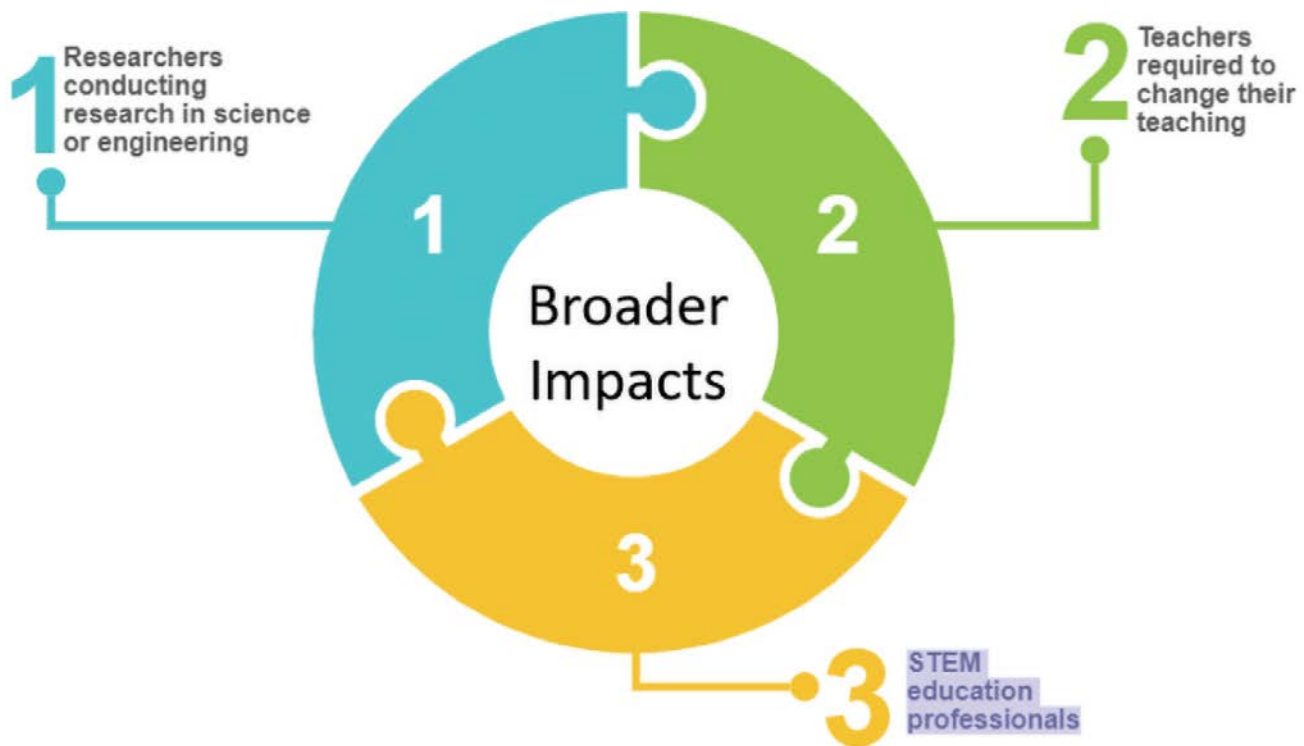 1
Researchers
conducting
research in science
or engineering
2
Teachers
required to
change their
teaching
1
2
Broader
Impacts
3
3
STEM
education
professionals